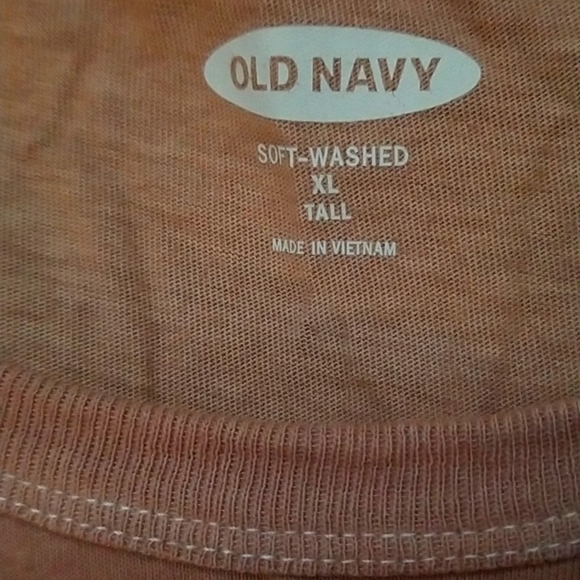 OLD NAVY
SOFT-WASHED
XL
TALL
MADE IN VIETNAM